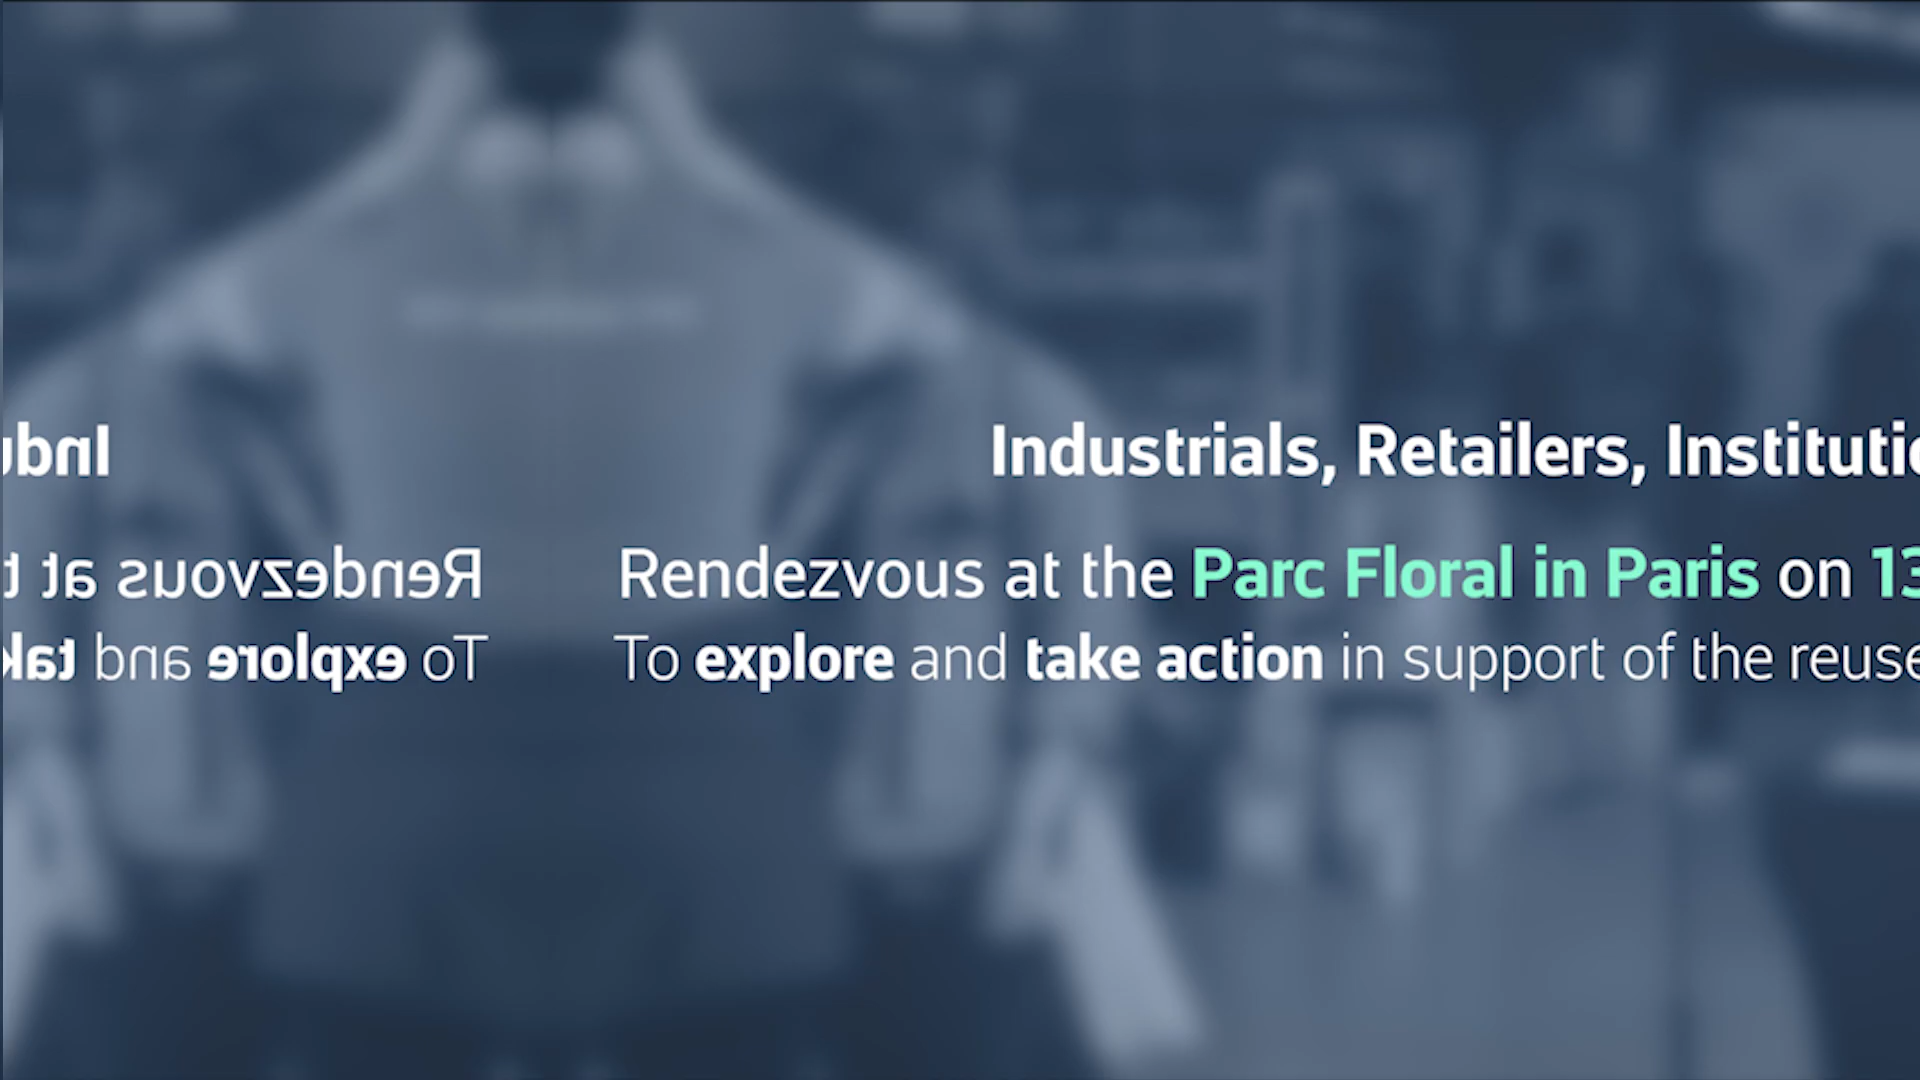 Industrials, Retailers, Institutio
Rendezvous at the Parc Floral in Paris on 13
To explore and take action in support of the reuse